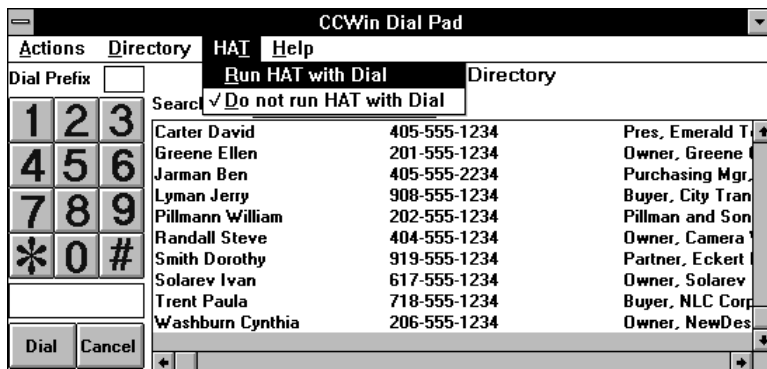 CCWin Dial Pad
Actions Directory HAT Help
Dial Prefix
Run HAT with Dial
Directory
✓ Do not run HAT with Dial
1 2 3
4 5 6
7 8 9
* 0 #
Carter David 405-555-1234 Pres, Emerald
Greene Ellen 201-555-1234 Owner, Greene
Jarman Ben 405-555-2234 Purchasing Mgr,
Lyman Jerry 908-555-1234 Buyer, City Tran
Pillmann William 202-555-1234 Pillman and Son
Randall Steve 404-555-1234 Owner, Camera
Smith Dorothy 919-555-1234 Partner, Eckert
Solarev Ivan 617-555-1234 Owner, Solarev
Trent Paula 718-555-1234 Buyer, NLC Corp
Washburn Cynthia 206-555-1234 Owner, NewDes
Dial Cancel